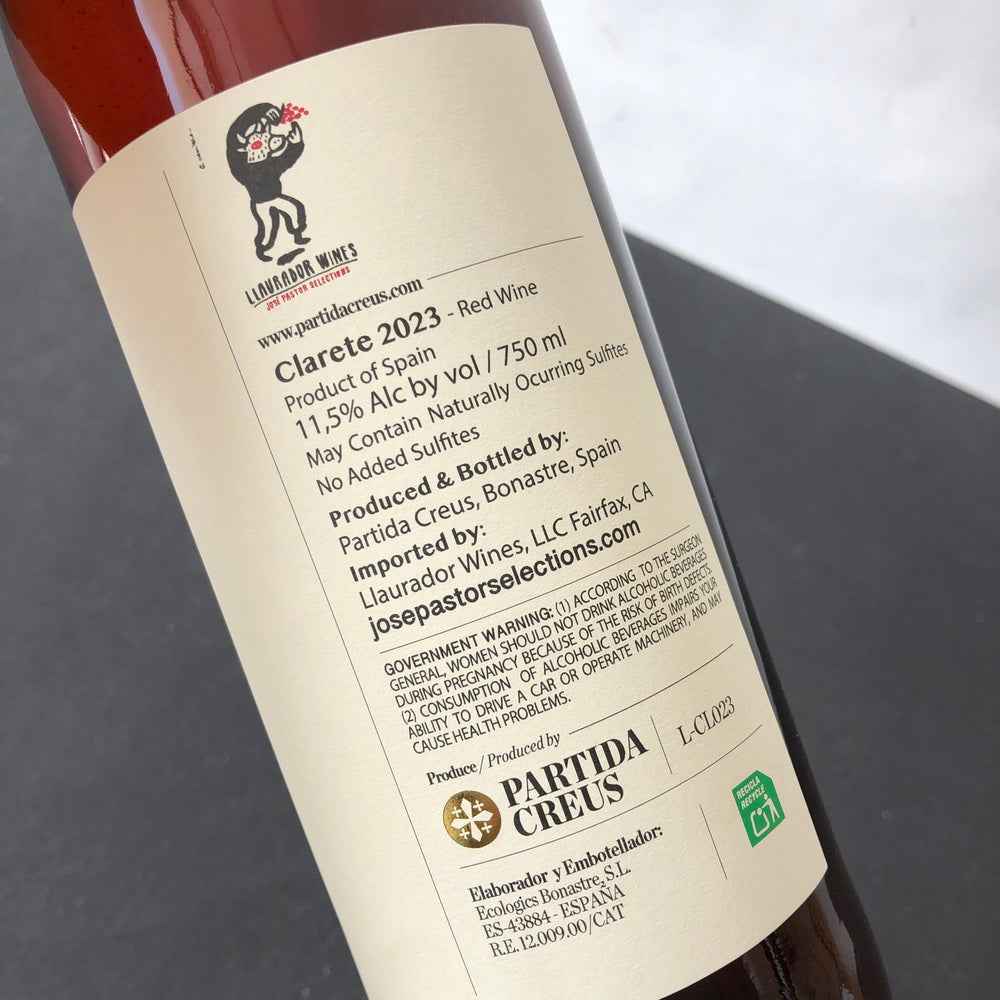 LLAURADOR WINES
JOSÉ PASTOR SELECTIONS
www.partidacreus.com
Clarete 2023 - Red Wine
Product of Spain
11,5% Alc by vol / 750 ml
May Contain Naturally Ocurring Sulfites
No Added Sulfites
Produced & Bottled by:
Partida Creus, Bonastre, Spain
Imported by:
Llaurador Wines, LLC Fairfax, CA
josepastorselections.com
GOVERNMENT WARNING: (1) ACCORDING TO THE SURGEON
GENERAL, WOMEN SHOULD NOT DRINK ALCOHOLIC BEVERAGES
DURING PREGNANCY BECAUSE OF THE RISK OF BIRTH DEFECTS.
(2) CONSUMPTION OF ALCOHOLIC BEVERAGES IMPAIRS YOUR
ABILITY TO DRIVE A CAR OR OPERATE MACHINERY, AND MAY
CAUSE HEALTH PROBLEMS.
Produce / Produced by
PARTIDA
CREUS
L-CL023
RECICLA
RECYCLE
Elaborador y Embotellador:
Ecologics Bonastre, S.L.
ES-43884 - ESPAÑA
R.E. 12.009.00/CAT